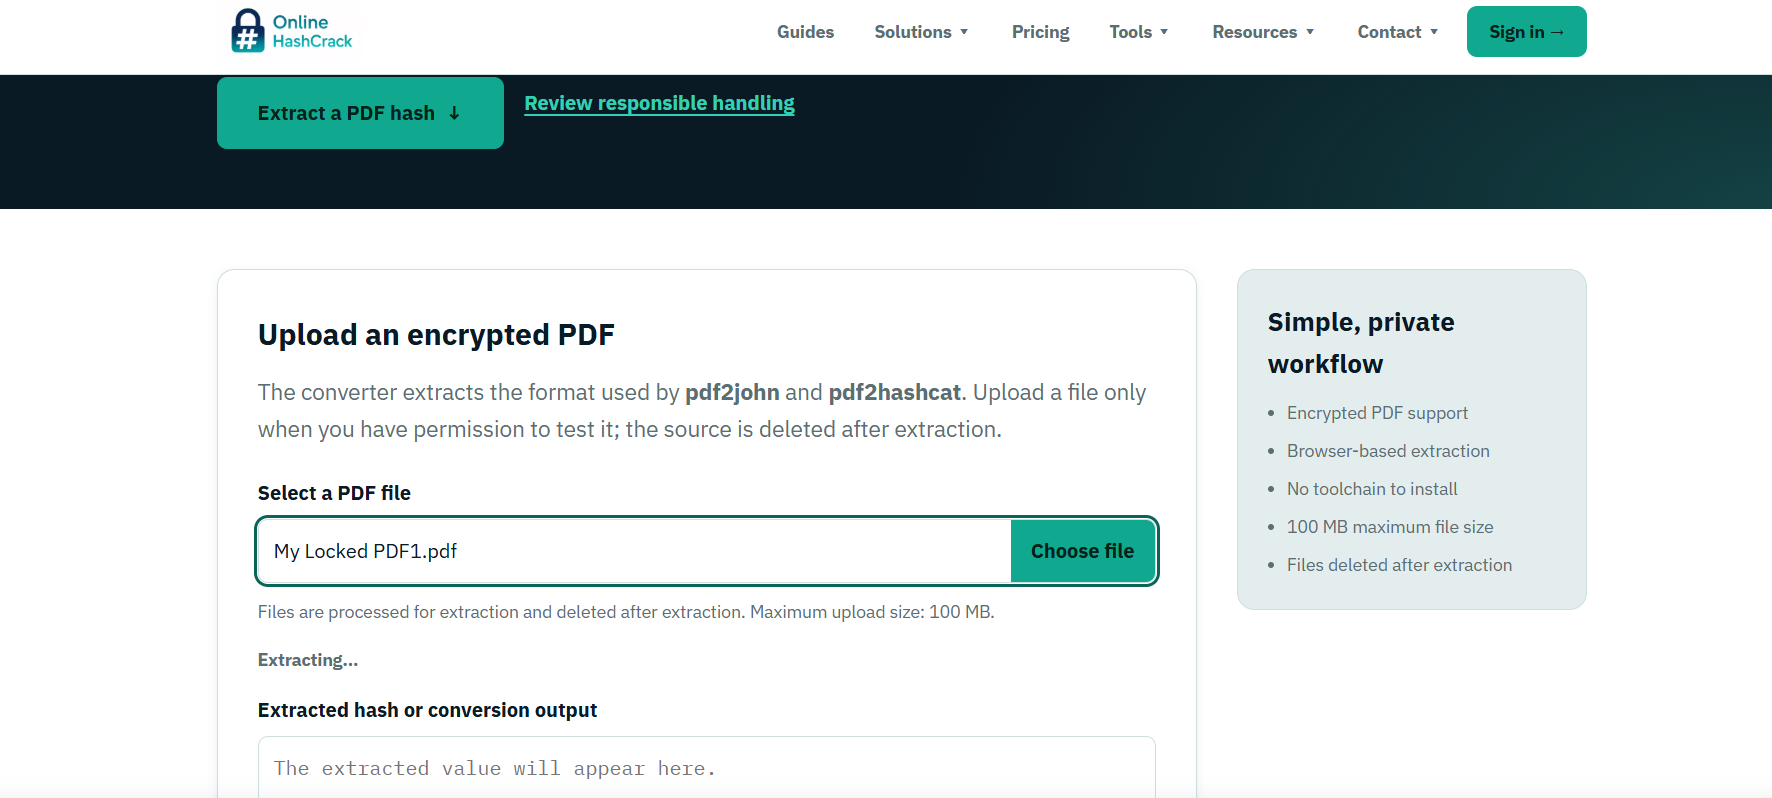 Online
HashCrack
Guides
Solutions
Pricing
Tools
Resources
Contact
Sign in →
Extract a PDF hash ↓
Review responsible handling
Upload an encrypted PDF
The converter extracts the format used by pdf2john and pdf2hashcat. Upload a file only
when you have permission to test it; the source is deleted after extraction.
Select a PDF file
My Locked PDF1.pdf
Choose file
Files are processed for extraction and deleted after extraction. Maximum upload size: 100 MB.
Extracting...
Extracted hash or conversion output
The extracted value will appear here.
Simple, private
workflow
• Encrypted PDF support
• Browser-based extraction
• No toolchain to install
• 100 MB maximum file size
• Files deleted after extraction